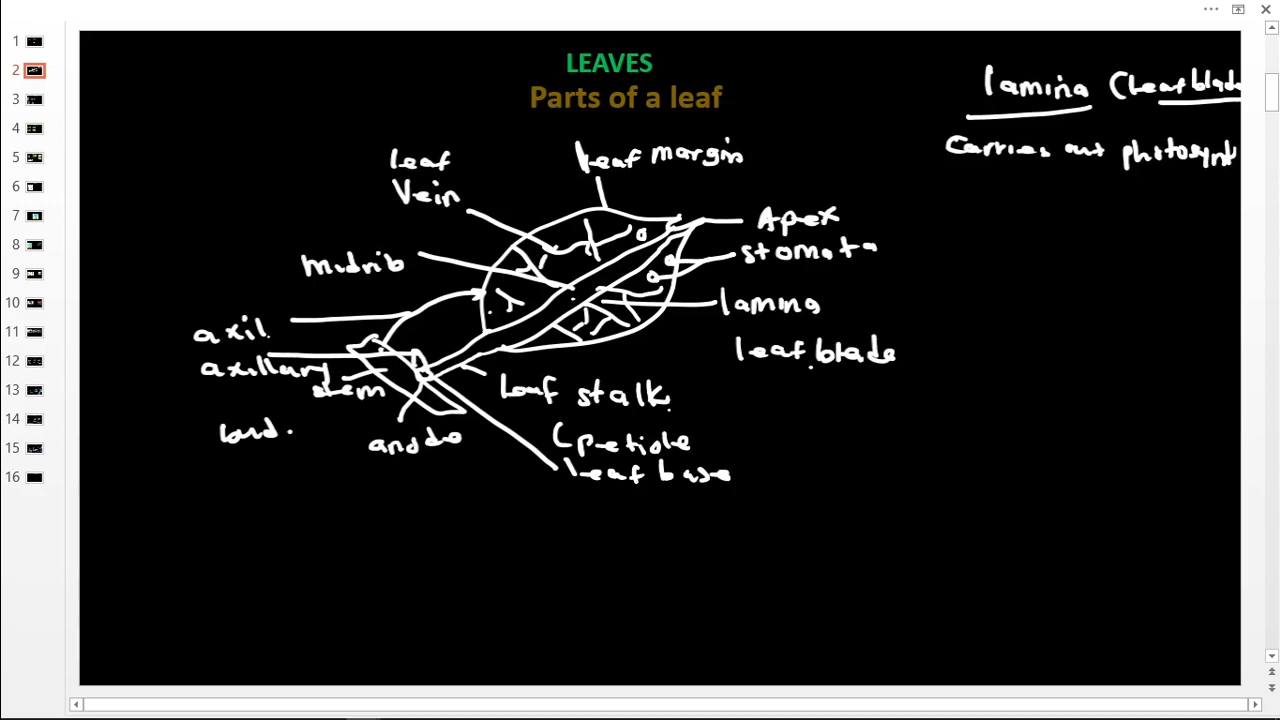 LEAVES
Parts of a leaf
lamina (Leaf blade
Carries out photosynt
leaf
Vein
leaf margin
Apex
stomata
midrib
lamina
leaf blade
axil.
axillary
stem
bud.
leaf stalk.
(petiole
leaf base
1
2
3
4
5
6
7
8
9
10
11
12
13
14
15
16